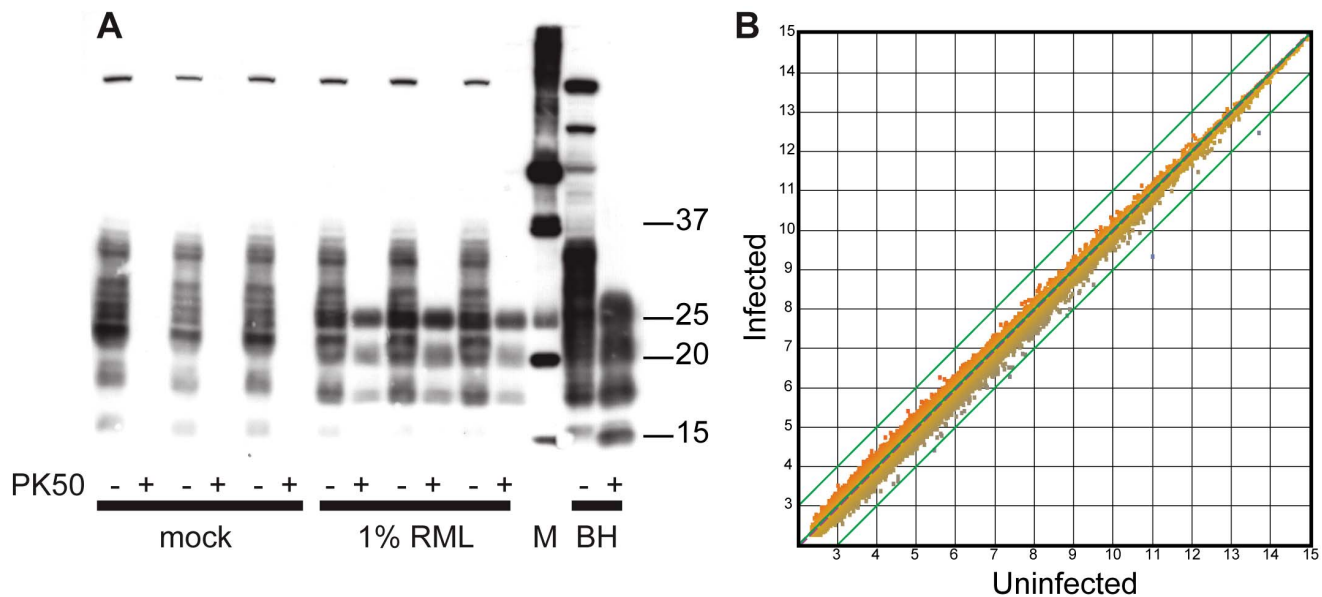 A
37
25
20
15
PK50 - + - + - + - + - + - + - +
mock 1% RML M BH
B
15
14
13
12
11
10
9
8
7
6
5
4
3
Infected
3 4 5 6 7 8 9 10 11 12 13 14 15
Uninfected